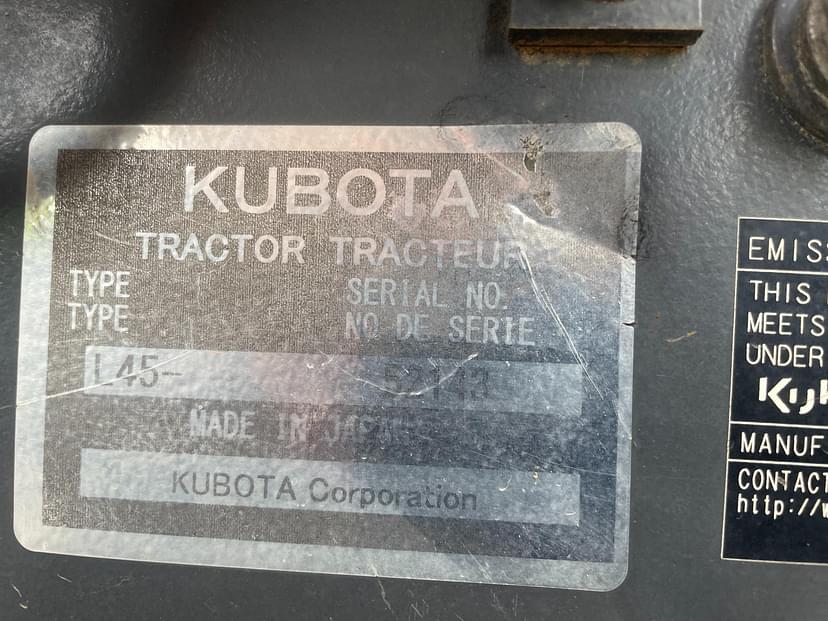 KUBOTA
TRACTOR TRACTEUR
TYPE SERIAL NO.
TYPE NO DE SERIE
L45- 52143
MADE IN JAPAN
KUBOTA Corporation
THIS
MEETS
UNDER
MANUF
CONTACT
http://w